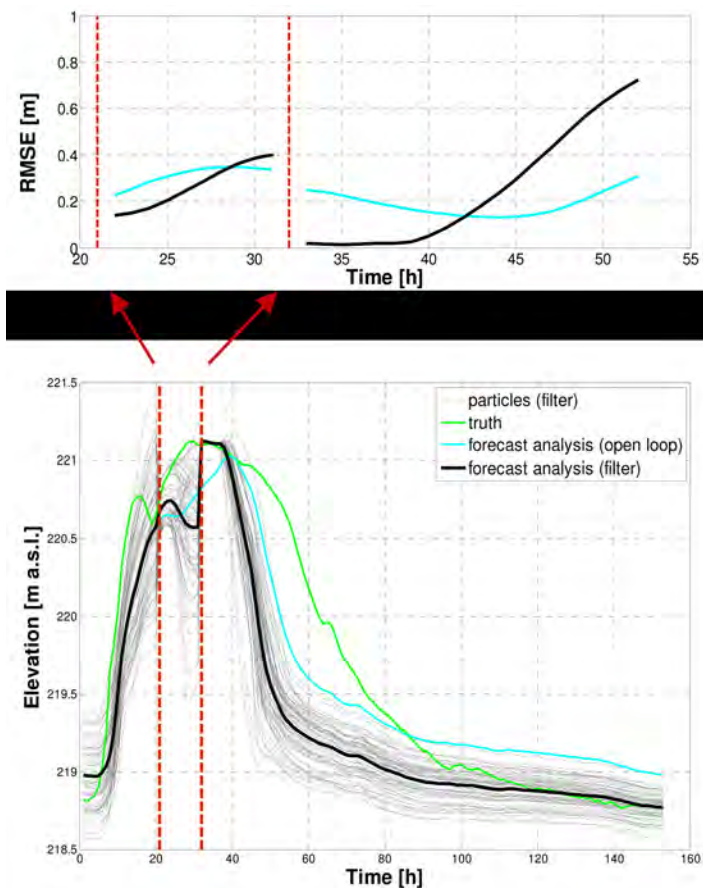 1
0.8
0.6
0.4
0.2
0
RMSE [m]
20 25 30 35 40 45 50 55
Time [h]
221.5
221
220.5
220
219.5
219
218.5
Elevation [m a.s.l.]
particles (filter)
truth
forecast analysis (open loop)
forecast analysis (filter)
0 20 40 60 80 100 120 140 160
Time [h]